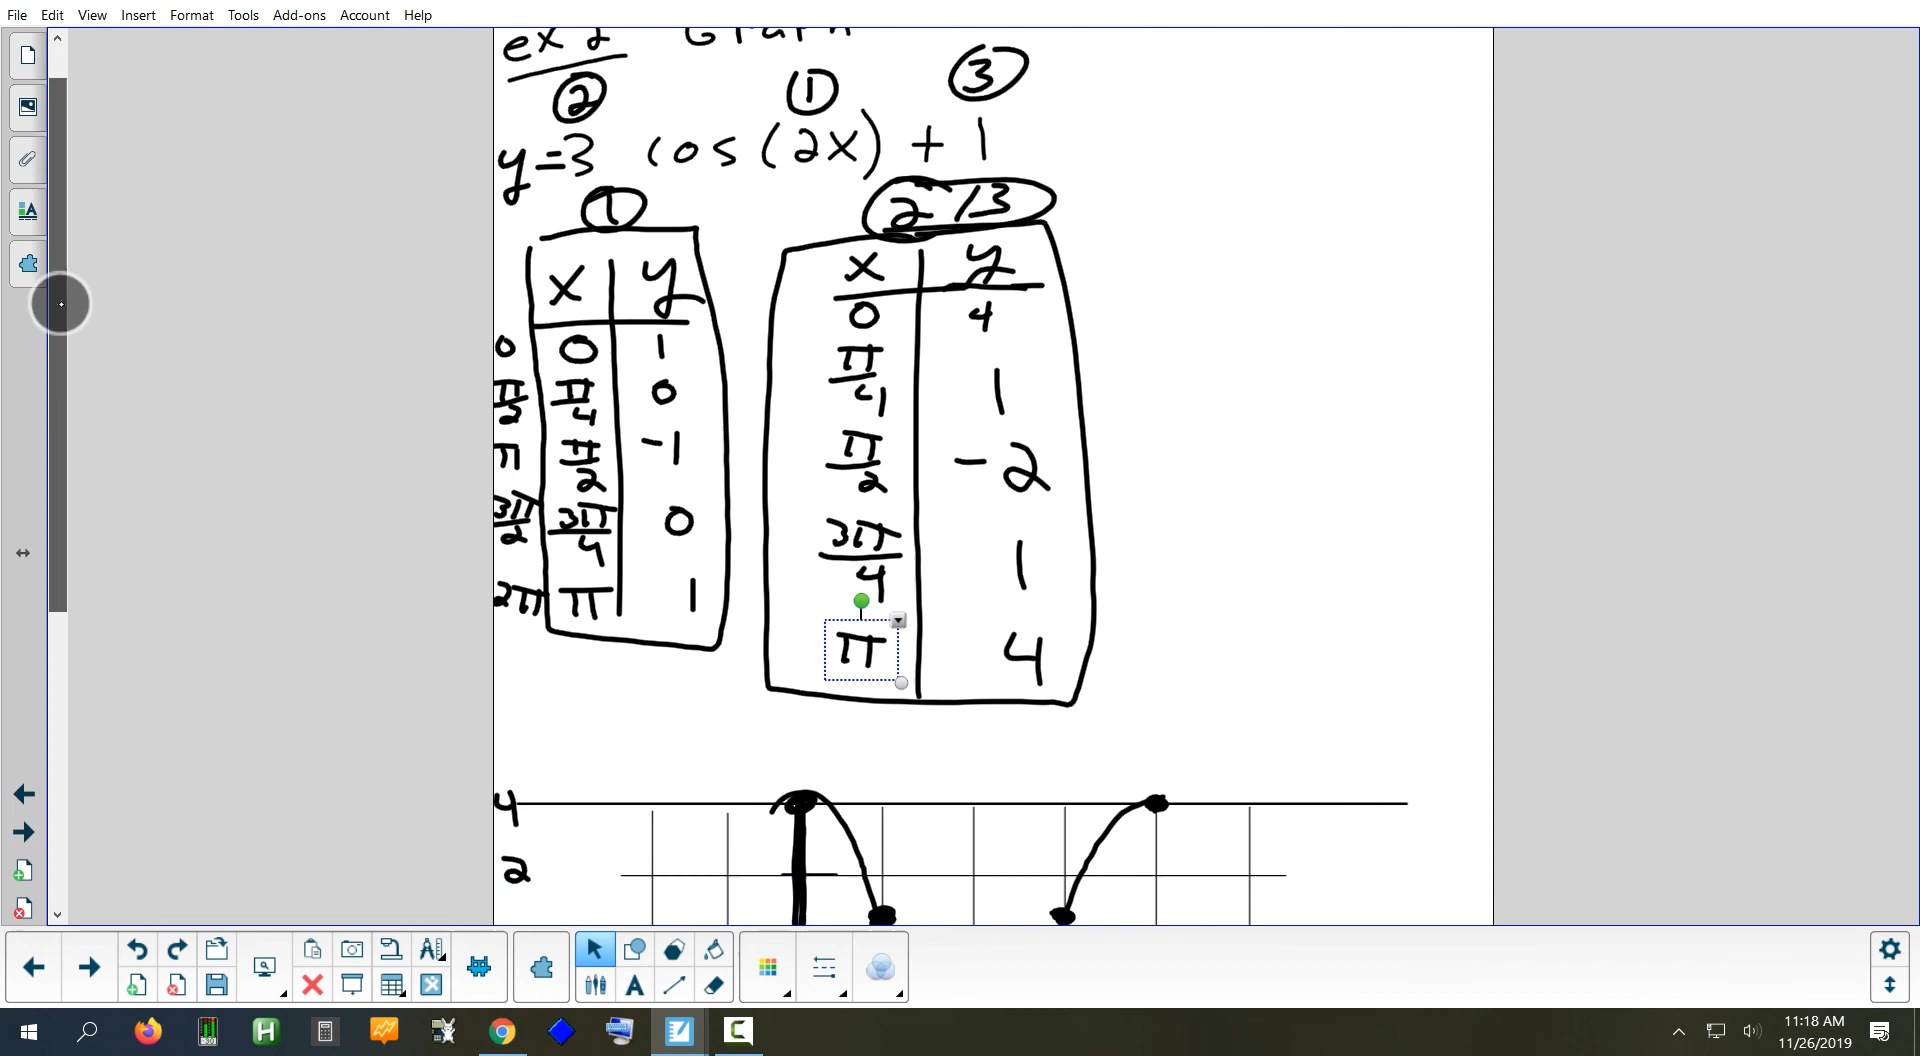 File Edit View Insert Format Tools Add-ons Account Help
ex 2 Graph
② ① ③
y=3 cos(2x) + 1
① 2/3
x y
0 0 1
π/2 π/4 0
π π/2 -1
3π/2 3π/4 0
2π π 1
x y
0 4
π/4 1
π/2 -2
3π/4 1
π 4
4
2
11:18 AM
11/26/2019